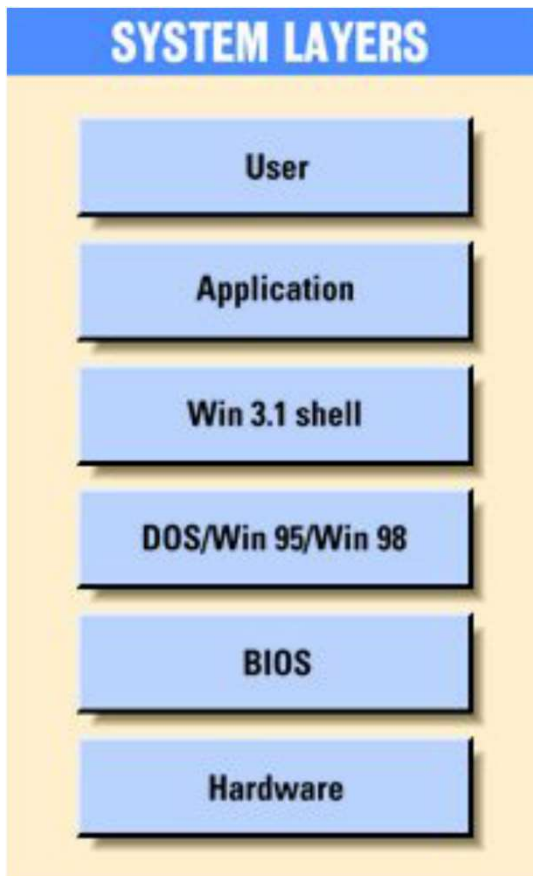 SYSTEM LAYERS
User
Application
Win 3.1 shell
DOS/Win 95/Win 98
BIOS
Hardware